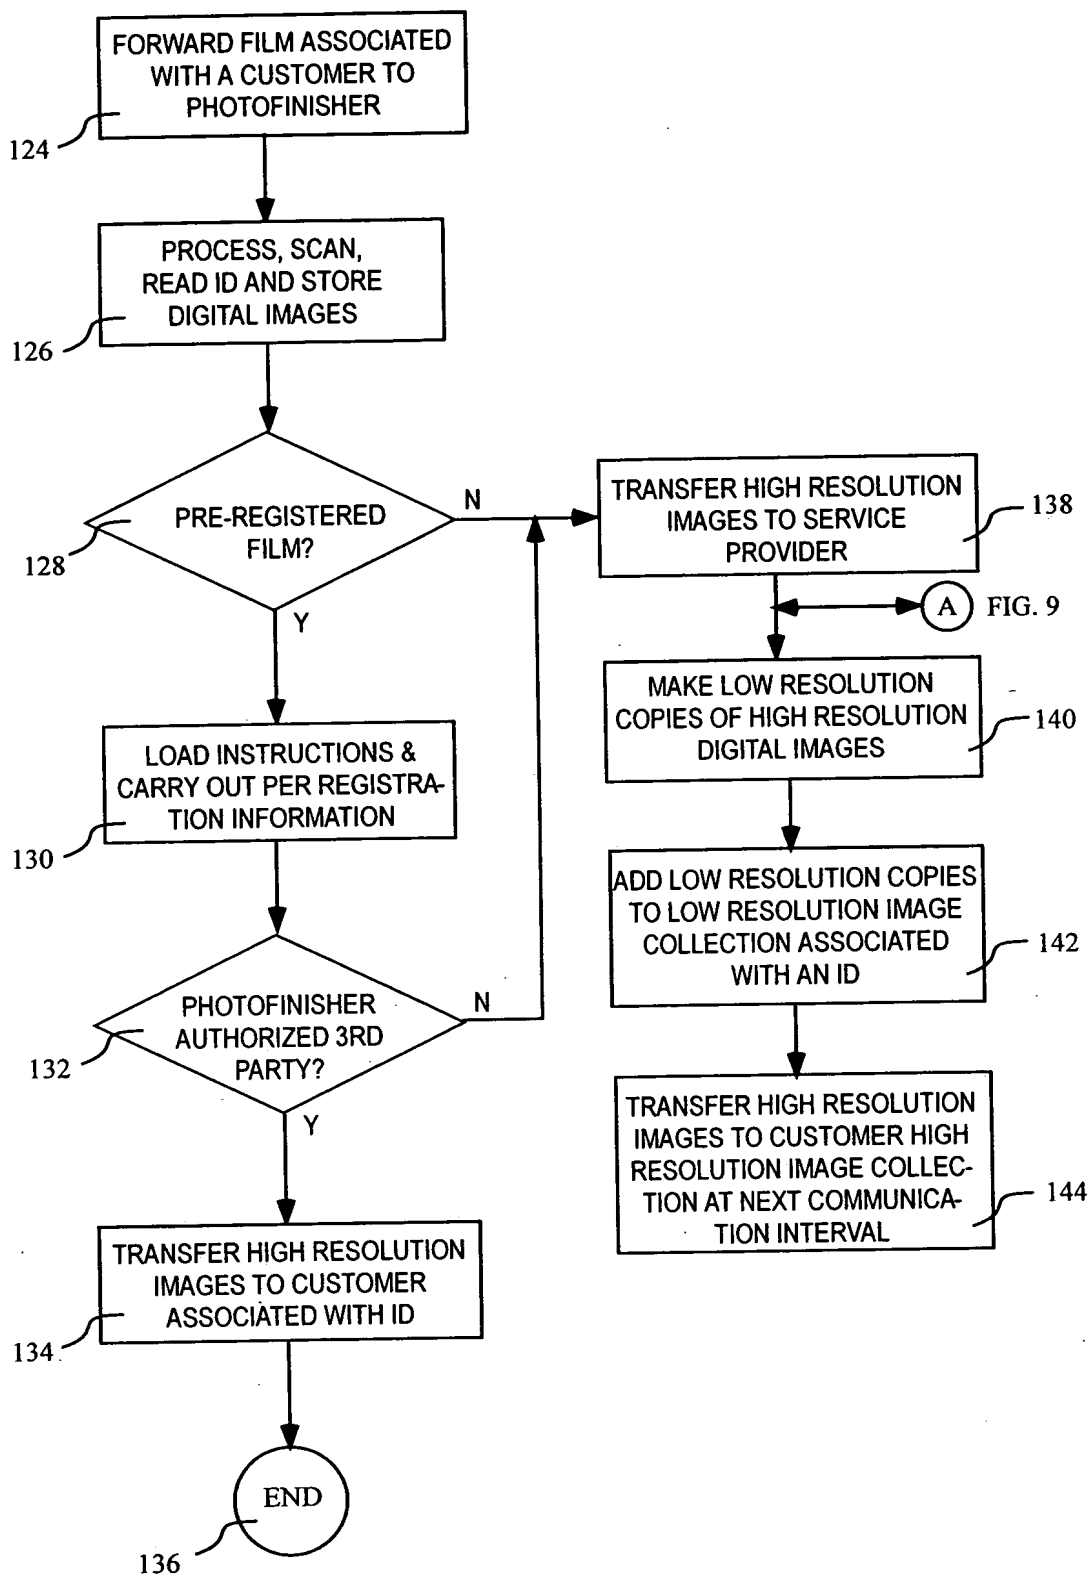 FORWARD FILM ASSOCIATED
WITH A CUSTOMER TO
PHOTOFINISHER
124
PROCESS, SCAN,
READ ID AND STORE
DIGITAL IMAGES
126
PRE-REGISTERED
FILM?
128
N
Y
LOAD INSTRUCTIONS &
CARRY OUT PER REGISTRA-
TION INFORMATION
130
PHOTOFINISHER
AUTHORIZED 3RD
PARTY?
132
N
Y
TRANSFER HIGH RESOLUTION
IMAGES TO CUSTOMER
ASSOCIATED WITH ID
134
END
136
TRANSFER HIGH RESOLUTION
IMAGES TO SERVICE
PROVIDER
138
A
FIG. 9
MAKE LOW RESOLUTION
COPIES OF HIGH RESOLUTION
DIGITAL IMAGES
140
ADD LOW RESOLUTION COPIES
TO LOW RESOLUTION IMAGE
COLLECTION ASSOCIATED
WITH AN ID
142
TRANSFER HIGH RESOLUTION
IMAGES TO CUSTOMER HIGH
RESOLUTION IMAGE COLLEC-
TION AT NEXT COMMUNICA-
TION INTERVAL
144